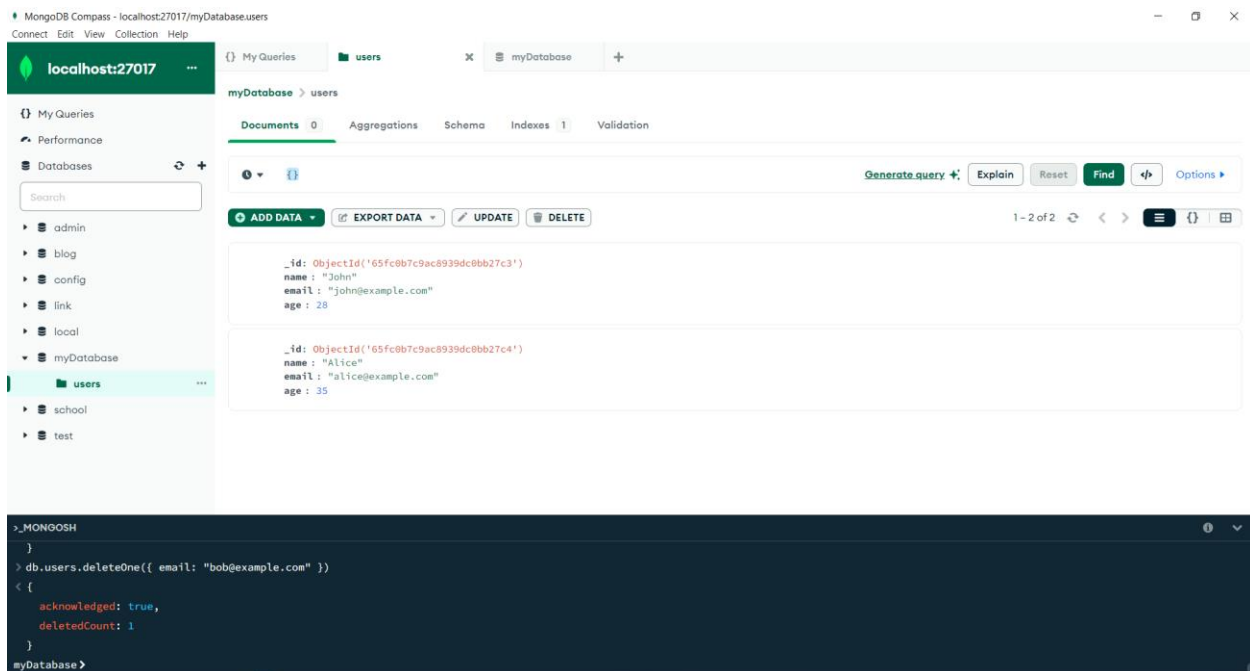 MongoDB Compass - localhost:27017/myDatabase.users
Connect Edit View Collection Help
localhost:27017 ...
{} My Queries
users
myDatabase
myDatabase > users
{} My Queries
Performance
Databases
Search
admin
blog
config
link
local
myDatabase
users
school
test
Documents 0 Aggregations Schema Indexes 1 Validation
{}
Generate query Explain Reset Find </> Options
ADD DATA EXPORT DATA UPDATE DELETE 1 – 2 of 2 {}
_id: ObjectId('65fc0b7c9ac8939dc0bb27c3')
name : "John"
email : "john@example.com"
age : 28
_id: ObjectId('65fc0b7c9ac8939dc0bb27c4')
name : "Alice"
email : "alice@example.com"
age : 35
>_MONGOSH
}
> db.users.deleteOne({ email: "bob@example.com" })
< {
acknowledged: true,
deletedCount: 1
}
myDatabase>